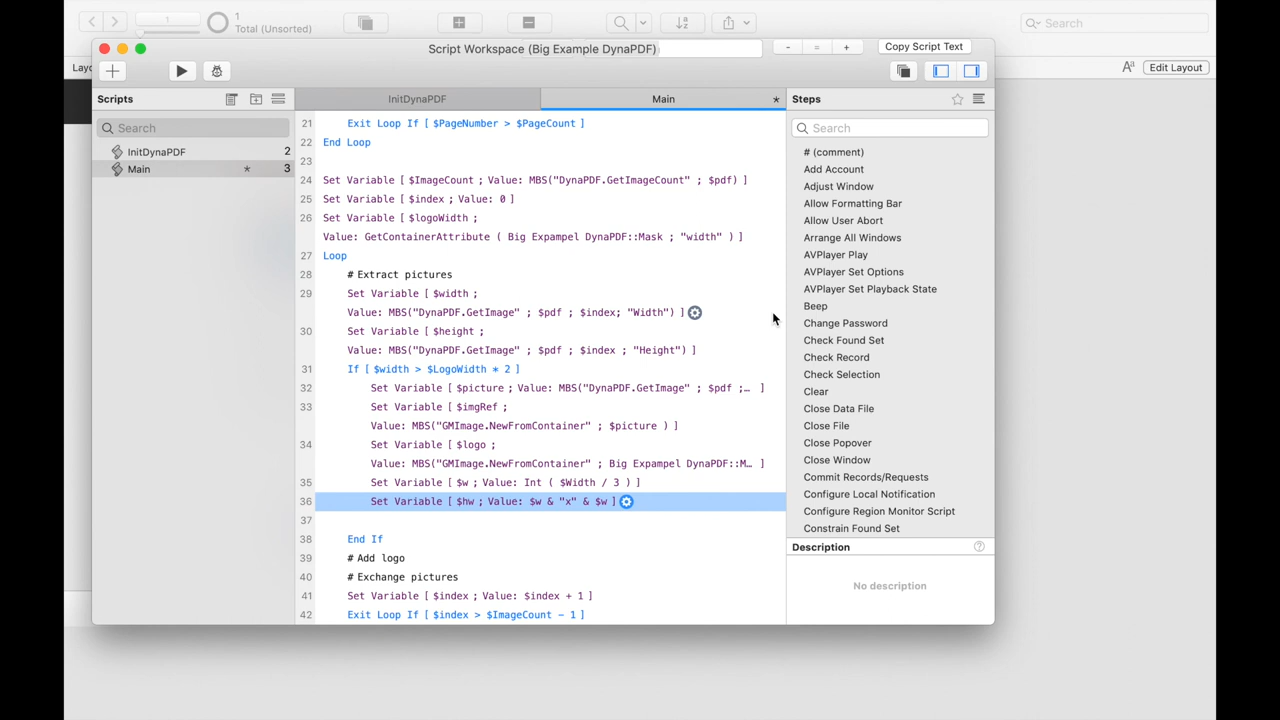 1
1
Total (Unsorted)
Search
Layo
Edit Layout
Script Workspace (Big Example DynaPDF)
-
=
+
Copy Script Text
Scripts
InitDynaPDF
Main
*
Steps
Search
InitDynaPDF 2
Main * 3
21 Exit Loop If [ $PageNumber > $PageCount ]
22 End Loop
23
24 Set Variable [ $ImageCount ; Value: MBS("DynaPDF.GetImageCount" ; $pdf) ]
25 Set Variable [ $index ; Value: 0 ]
26 Set Variable [ $logoWidth ;
Value: GetContainerAttribute ( Big Expampel DynaPDF::Mask ; "width" ) ]
27 Loop
28 # Extract pictures
29 Set Variable [ $width ;
Value: MBS("DynaPDF.GetImage" ; $pdf ; $index; "Width") ]
30 Set Variable [ $height ;
Value: MBS("DynaPDF.GetImage" ; $pdf ; $index ; "Height") ]
31 If [ $width > $LogoWidth * 2 ]
32 Set Variable [ $picture ; Value: MBS("DynaPDF.GetImage" ; $pdf ;… ]
33 Set Variable [ $imgRef ;
Value: MBS("GMImage.NewFromContainer" ; $picture ) ]
34 Set Variable [ $logo ;
Value: MBS("GMImage.NewFromContainer" ; Big Expampel DynaPDF::M… ]
35 Set Variable [ $w ; Value: Int ( $Width / 3 ) ]
36 Set Variable [ $hw ; Value: $w & "x" & $w ]
37
38 End If
39 # Add logo
40 # Exchange pictures
41 Set Variable [ $index ; Value: $index + 1 ]
42 Exit Loop If [ $index > $ImageCount - 1 ]
Search
# (comment)
Add Account
Adjust Window
Allow Formatting Bar
Allow User Abort
Arrange All Windows
AVPlayer Play
AVPlayer Set Options
AVPlayer Set Playback State
Beep
Change Password
Check Found Set
Check Record
Check Selection
Clear
Close Data File
Close File
Close Popover
Close Window
Commit Records/Requests
Configure Local Notification
Configure Region Monitor Script
Constrain Found Set
Description
No description